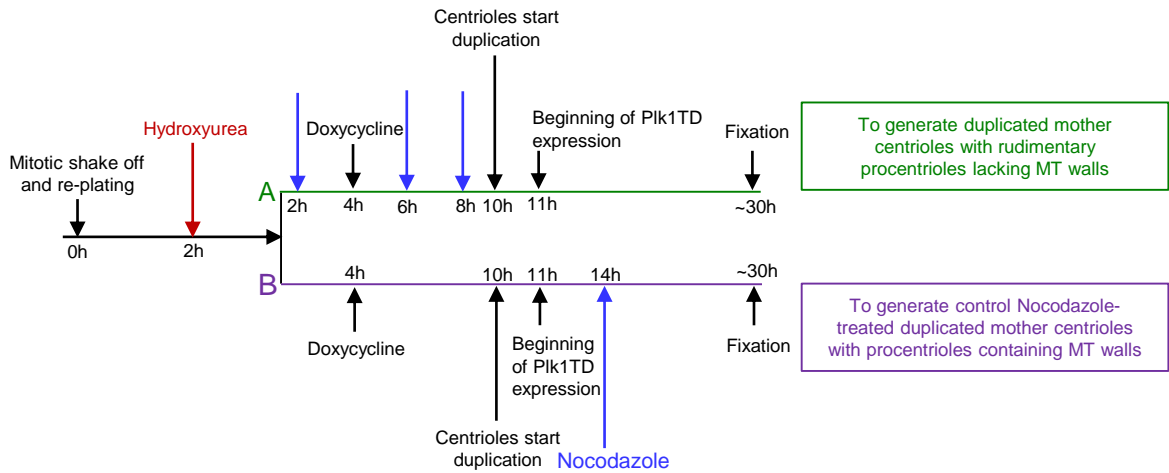 Centrioles start
duplication
Hydroxyurea
Doxycycline
Beginning of Plk1TD
expression
Fixation
To generate duplicated mother
centrioles with rudimentary
procentrioles lacking MT walls
Mitotic shake off
and re-plating
A
2h
4h
6h
8h
10h
11h
~30h
0h
2h
B
4h
10h
11h
14h
~30h
Doxycycline
Beginning
of Plk1TD
expression
Fixation
To generate control Nocodazole-
treated duplicated mother centrioles
with procentrioles containing MT walls
Centrioles start
duplication
Nocodazole